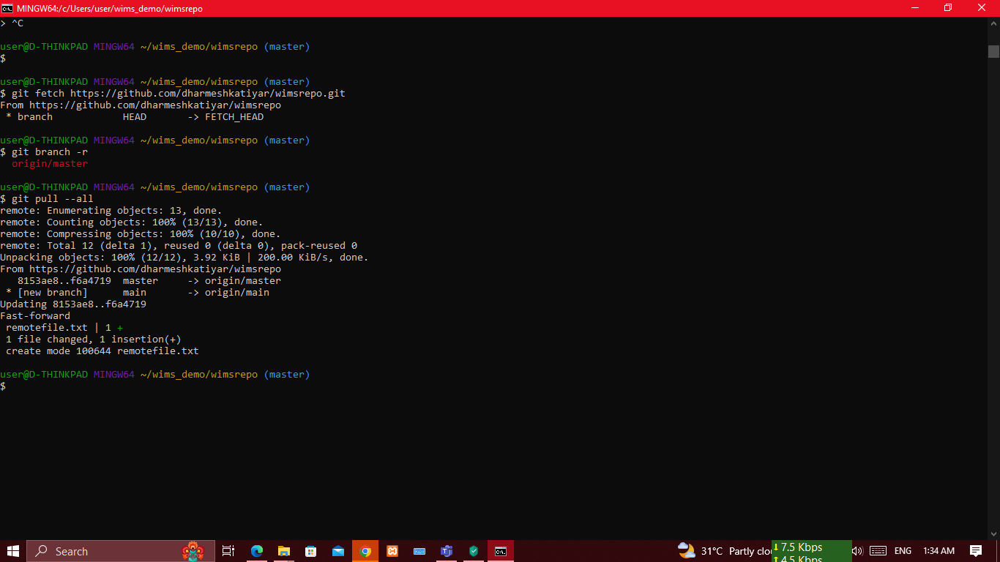 MINGW64:/c/Users/user/wims_demo/wimsrepo
> ^C
user@D-THINKPAD MINGW64 ~/wims_demo/wimsrepo (master)
$
user@D-THINKPAD MINGW64 ~/wims_demo/wimsrepo (master)
$ git fetch https://github.com/dharmeshkatiyar/wimsrepo.git
From https://github.com/dharmeshkatiyar/wimsrepo
 * branch            HEAD       -> FETCH_HEAD
user@D-THINKPAD MINGW64 ~/wims_demo/wimsrepo (master)
$ git branch -r
  origin/master
user@D-THINKPAD MINGW64 ~/wims_demo/wimsrepo (master)
$ git pull --all
remote: Enumerating objects: 13, done.
remote: Counting objects: 100% (13/13), done.
remote: Compressing objects: 100% (10/10), done.
remote: Total 12 (delta 1), reused 0 (delta 0), pack-reused 0
Unpacking objects: 100% (12/12), 3.92 KiB | 200.00 KiB/s, done.
From https://github.com/dharmeshkatiyar/wimsrepo
   8153ae8..f6a4719  master     -> origin/master
 * [new branch]      main       -> origin/main
Updating 8153ae8..f6a4719
Fast-forward
 remotefile.txt | 1 +
 1 file changed, 1 insertion(+)
 create mode 100644 remotefile.txt
user@D-THINKPAD MINGW64 ~/wims_demo/wimsrepo (master)
$
Search
31°C Partly clo
7.5 Kbps
4.5 Kbps
ENG
1:34 AM